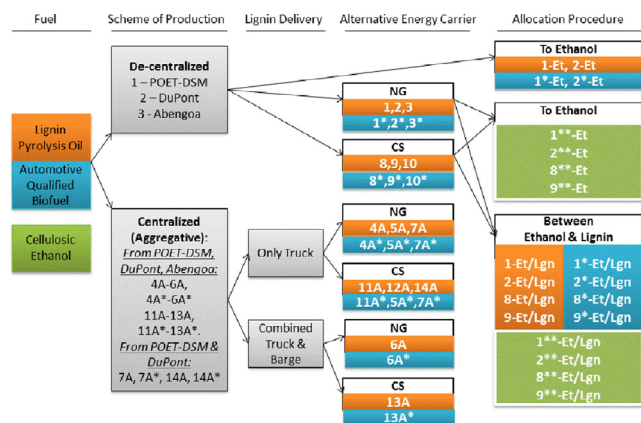 Fuel
Scheme of Production
Lignin Delivery
Alternative Energy Carrier
Allocation Procedure
Lignin
Pyrolysis Oil
Automotive
Qualified
Biofuel
Cellulosic
Ethanol
De-centralized
1 – POET-DSM
2 – DuPont
3 - Abengoa
Centralized
(Aggregative):
From POET-DSM,
DuPont, Abengoa:
4A-6A,
4A*-6A*
11A-13A,
11A*-13A*.
From POET-DSM &
DuPont:
7A, 7A*, 14A, 14A*
Only Truck
Combined
Truck &
Barge
NG
1,2,3
1*,2*,3*
CS
8,9,10
8*,9*,10*
NG
4A,5A,7A
4A*,5A*,7A*
CS
11A,12A,14A
11A*,5A*,7A*
NG
6A
6A*
CS
13A
13A*
To Ethanol
1-Et, 2-Et
1*-Et, 2*-Et
To Ethanol
1**-Et
2**-Et
8**-Et
9**-Et
Between
Ethanol & Lignin
1-Et/Lgn 1*-Et/Lgn
2-Et/Lgn 2*-Et/Lgn
8-Et/Lgn 8*-Et/Lgn
9-Et/Lgn 9*-Et/Lgn
1**-Et/Lgn
2**-Et/Lgn
8**-Et/Lgn
9**-Et/Lgn